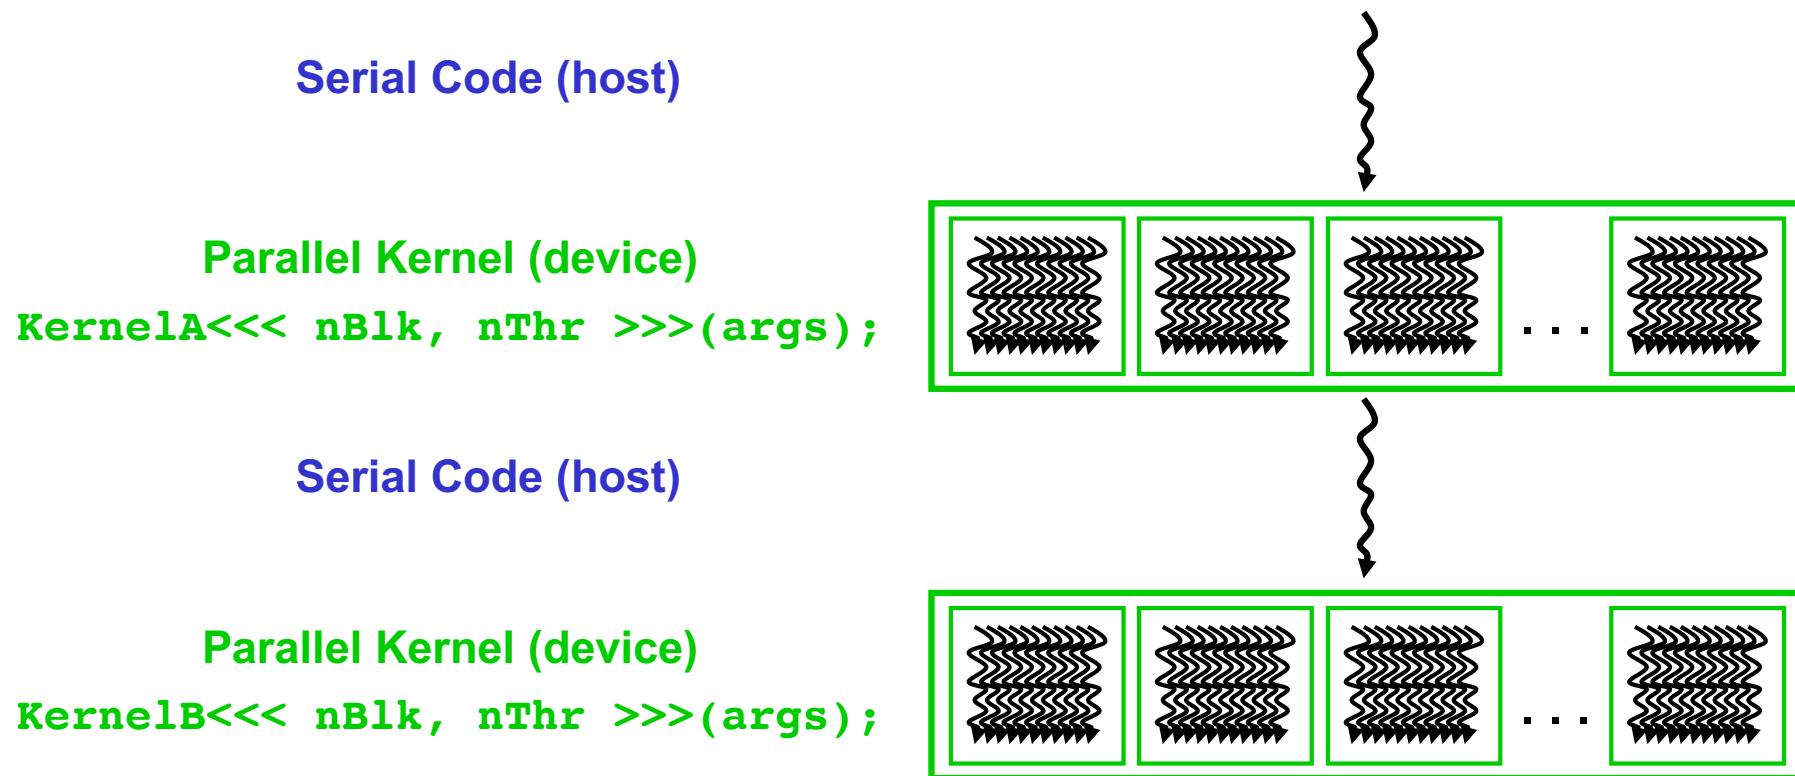 Serial Code (host)
Parallel Kernel (device)
KernelA<<< nBlk, nThr >>>(args);
. . .
Serial Code (host)
Parallel Kernel (device)
KernelB<<< nBlk, nThr >>>(args);
. . .